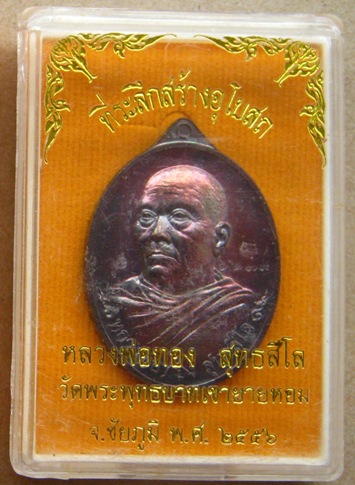 ที่ระลึกสร้างอุโบสถ
หลวงพ่อทอง สุทธสีโล
วัดพระพุทธบาทเขายายหอม
จ.ชัยภูมิ พ.ศ. ๒๕๕๖